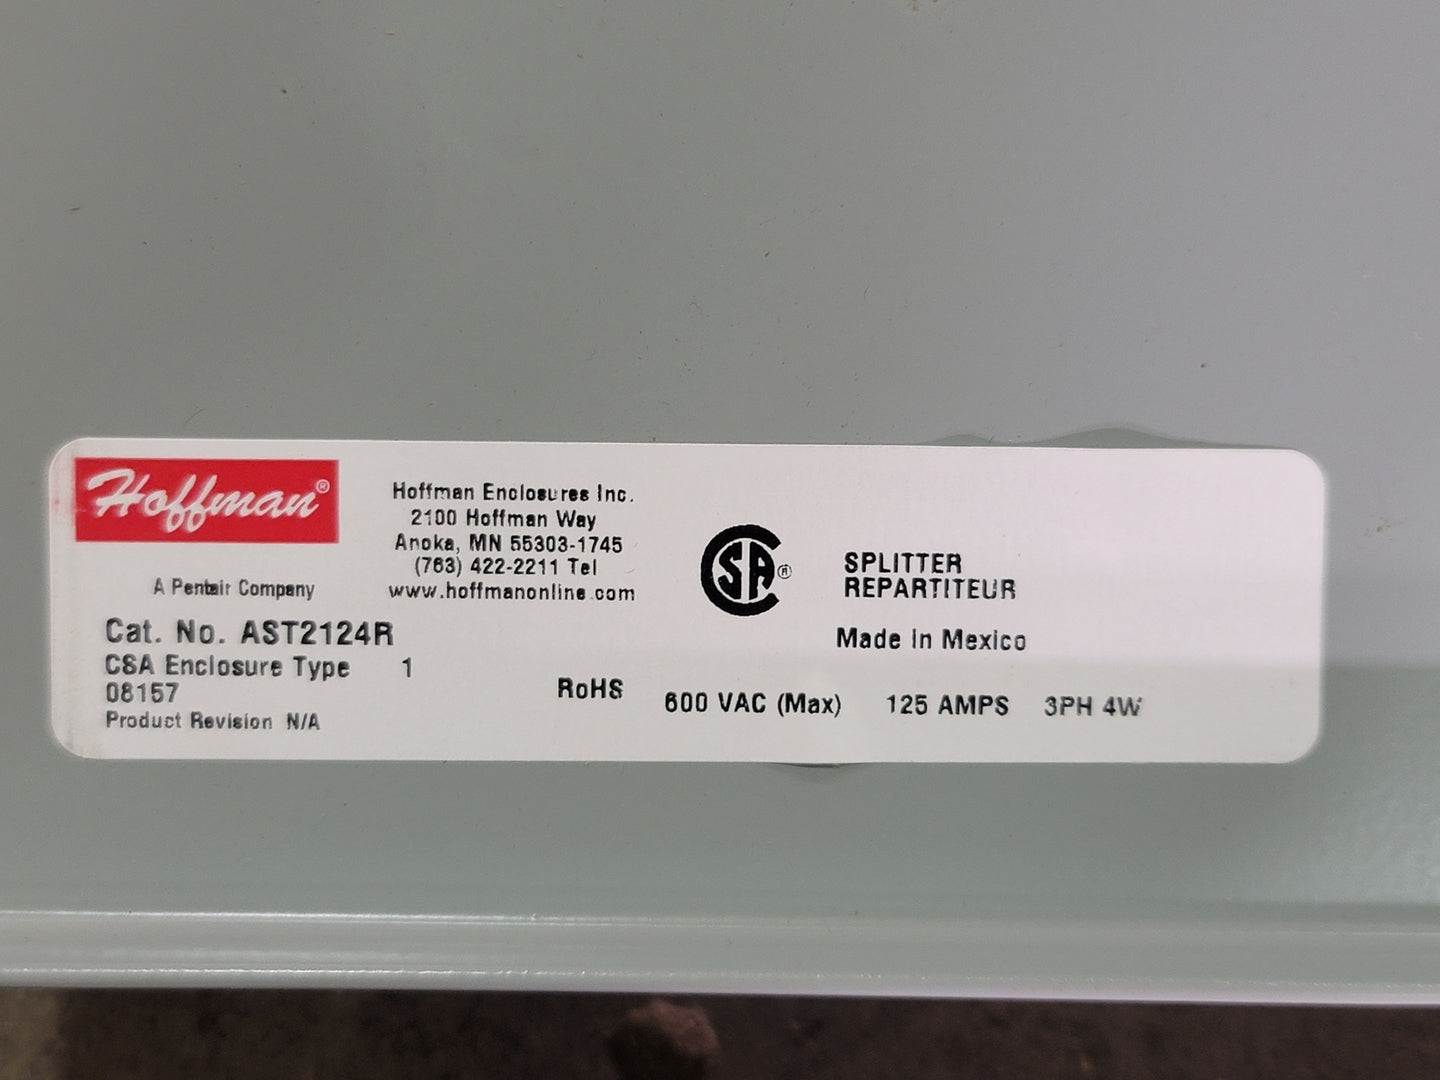 Hoffman®
A Pentair Company
Hoffman Enclosures Inc.
2100 Hoffman Way
Anoka, MN 55303-1745
(763) 422-2211 Tel
www.hoffmanonline.com
Cat. No. AST2124R
CSA Enclosure Type 1
08157
Product Revision N/A
RoHS
CSA®
SPLITTER
REPARTITEUR
Made In Mexico
600 VAC (Max) 125 AMPS 3PH 4W